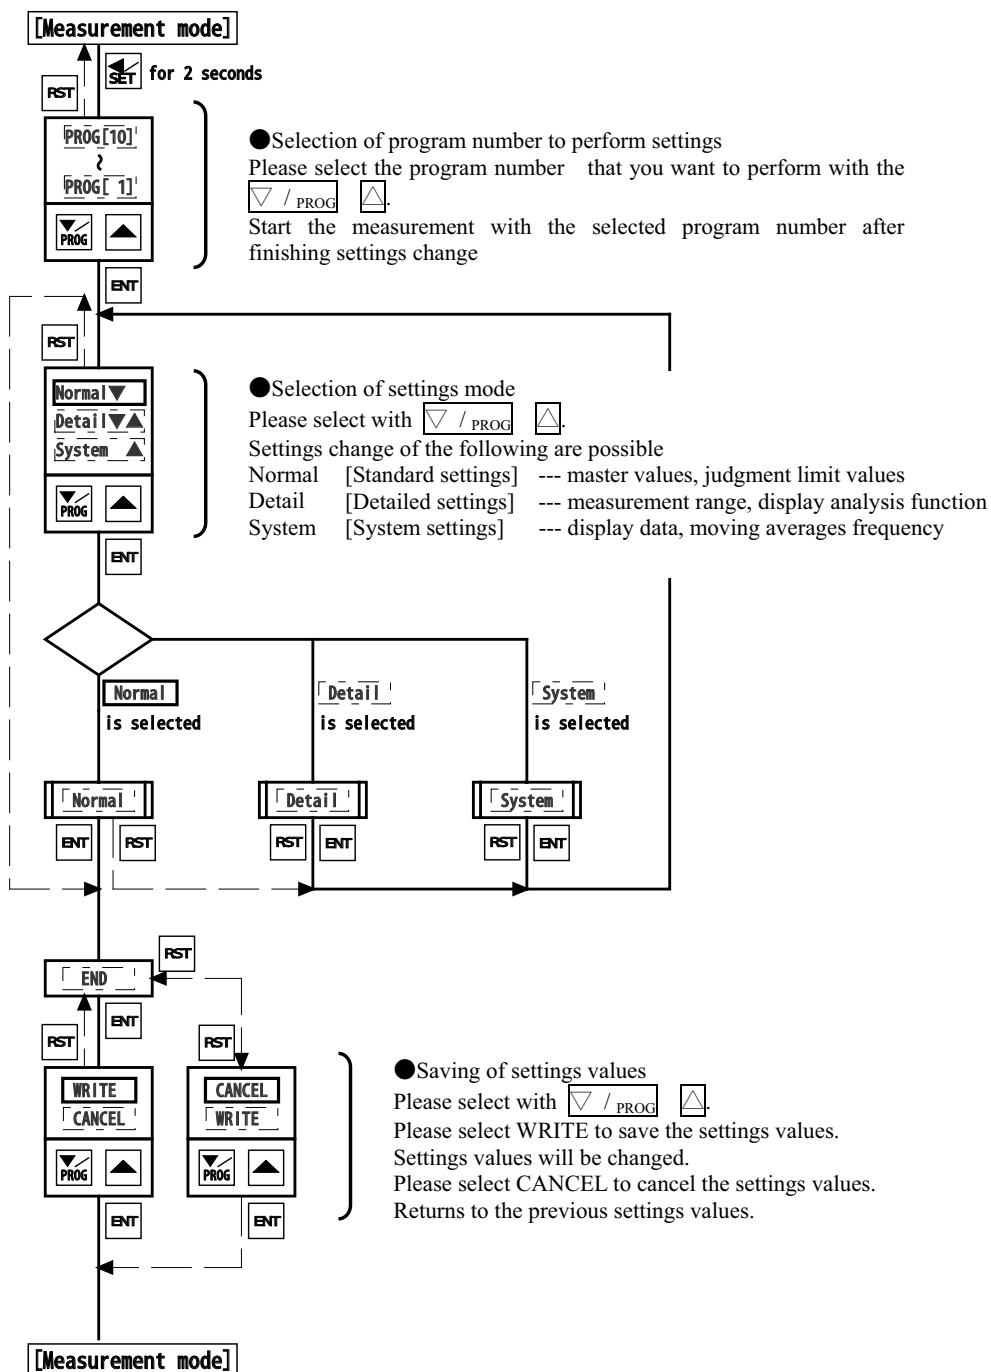 [Measurement mode]
SET for 2 seconds
RST
PROG[10]
~
PROG[ 1]
▼/PROG ▲
●Selection of program number to perform settings
Please select the program number that you want to perform with the
▽ / PROG △.
Start the measurement with the selected program number after
finishing settings change
ENT
RST
Normal▼
Detail▼▲
System ▲
▼/PROG ▲
●Selection of settings mode
Please select with ▽ / PROG △.
Settings change of the following are possible
Normal [Standard settings] --- master values, judgment limit values
Detail [Detailed settings] --- measurement range, display analysis function
System [System settings] --- display data, moving averages frequency
ENT
Normal Detail System
is selected is selected is selected
Normal Detail System
ENT RST RST ENT RST ENT
RST
END
ENT
RST RST
WRITE CANCEL
CANCEL WRITE
▼/PROG ▲ ▼/PROG ▲
●Saving of settings values
Please select with ▽ / PROG △.
Please select WRITE to save the settings values.
Settings values will be changed.
Please select CANCEL to cancel the settings values.
Returns to the previous settings values.
ENT ENT
[Measurement mode]